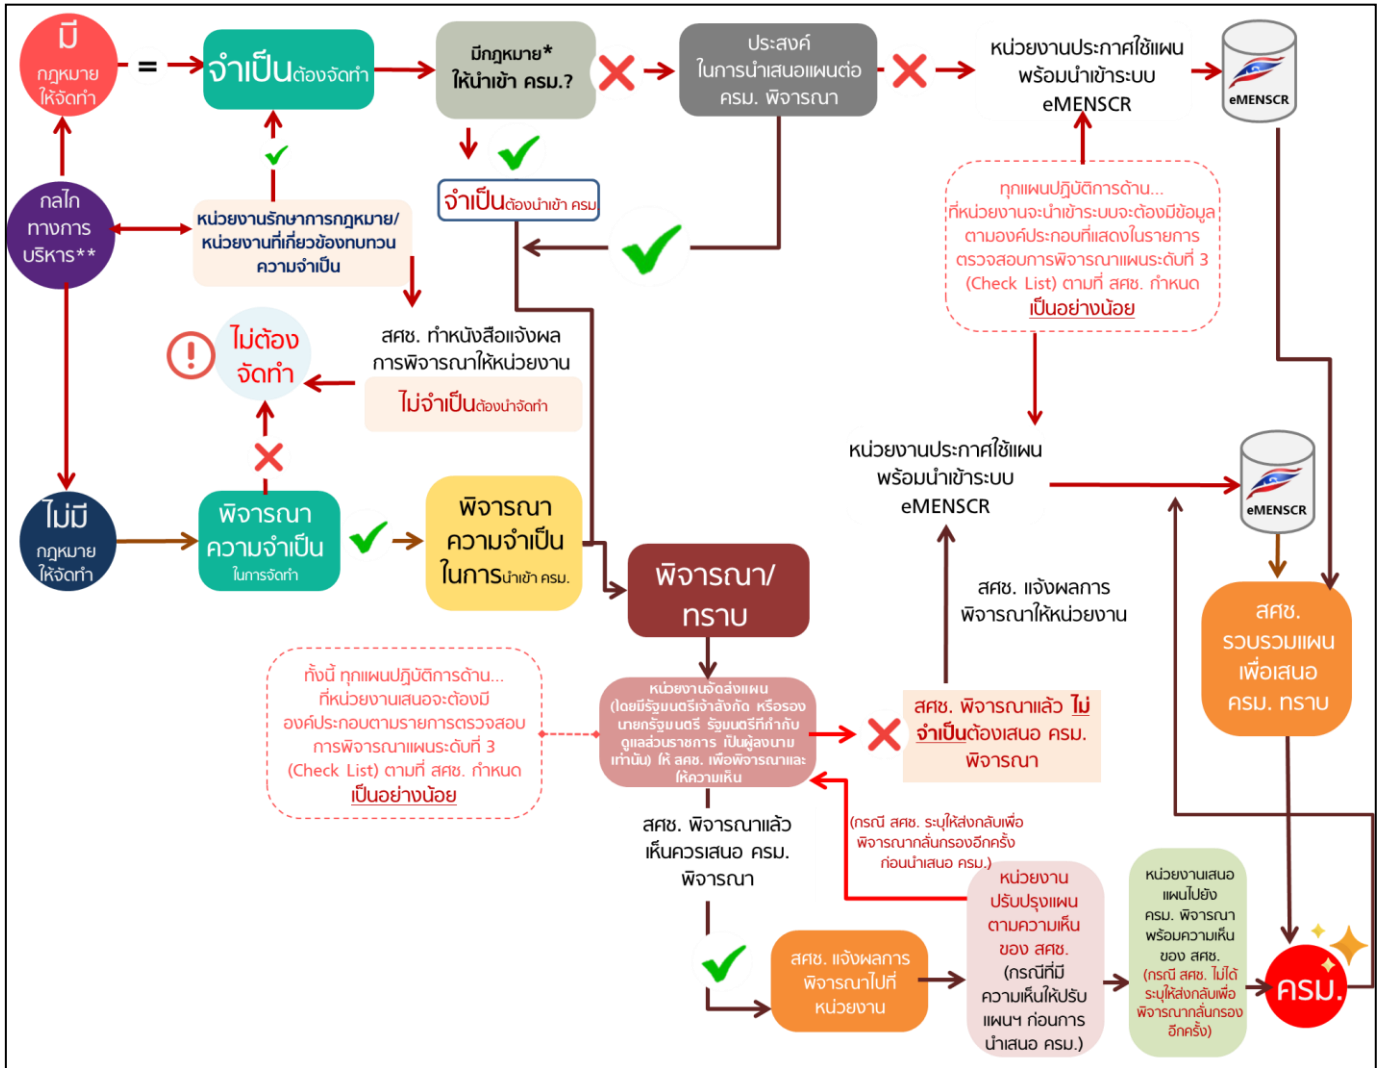 มี
กฎหมาย
ให้จัดทำ
=
จำเป็นต้องจัดทำ
มีกฎหมาย*
ให้นำเข้า ครม.?
ประสงค์
ในการนำเสนอแผนต่อ
ครม. พิจารณา
หน่วยงานประกาศใช้แผน
พร้อมนำเข้าระบบ
eMENSCR
eMENSCR
กลไก
ทางการ
บริหาร**
หน่วยงานรักษาการกฎหมาย/
หน่วยงานที่เกี่ยวข้องทบทวน
ความจำเป็น
จำเป็นต้องนำเข้า ครม
ทุกแผนปฏิบัติการด้าน...
ที่หน่วยงานจะนำเข้าระบบจะต้องมีข้อมูล
ตามองค์ประกอบที่แสดงในรายการ
ตรวจสอบการพิจารณาแผนระดับที่ 3
(Check List) ตามที่ สศช. กำหนด
เป็นอย่างน้อย
!
ไม่ต้อง
จัดทำ
สศช. ทำหนังสือแจ้งผล
การพิจารณาให้หน่วยงาน
ไม่จำเป็นต้องนำจัดทำ
ไม่มี
กฎหมาย
ให้จัดทำ
พิจารณา
ความจำเป็น
ในการจัดทำ
พิจารณา
ความจำเป็น
ในการนำเข้า ครม.
หน่วยงานประกาศใช้แผน
พร้อมนำเข้าระบบ
eMENSCR
eMENSCR
พิจารณา/
ทราบ
สศช. แจ้งผลการ
พิจารณาให้หน่วยงาน
สศช.
รวบรวมแผน
เพื่อเสนอ
ครม. ทราบ
ทั้งนี้ ทุกแผนปฏิบัติการด้าน...
ที่หน่วยงานเสนอจะต้องมี
องค์ประกอบตามรายการตรวจสอบ
การพิจารณาแผนระดับที่ 3
(Check List) ตามที่ สศช. กำหนด
เป็นอย่างน้อย
หน่วยงานจัดส่งแผน
(โดยมีรัฐมนตรีเจ้าสังกัด หรือรอง
นายกรัฐมนตรี รัฐมนตรีที่กำกับ
ดูแลส่วนราชการ เป็นผู้ลงนาม
เท่านั้น) ให้ สศช. เพื่อพิจารณาและ
ให้ความเห็น
สศช. พิจารณาแล้ว ไม่
จำเป็นต้องเสนอ ครม.
พิจารณา
สศช. พิจารณาแล้ว
เห็นควรเสนอ ครม.
พิจารณา
(กรณี สศช. ระบุให้ส่งกลับเพื่อ
พิจารณากลั่นกรองอีกครั้ง
ก่อนนำเสนอ ครม.)
สศช. แจ้งผลการ
พิจารณาไปที่
หน่วยงาน
หน่วยงาน
ปรับปรุงแผน
ตามความเห็น
ของ สศช.
(กรณีที่มี
ความเห็นให้ปรับ
แผนฯ ก่อนการ
นำเสนอ ครม.)
หน่วยงานเสนอ
แผนไปยัง
ครม. พิจารณา
พร้อมความเห็น
ของ สศช.
(กรณี สศช. ไม่ได้
ระบุให้ส่งกลับเพื่อ
พิจารณากลั่นกรอง
อีกครั้ง)
ครม.